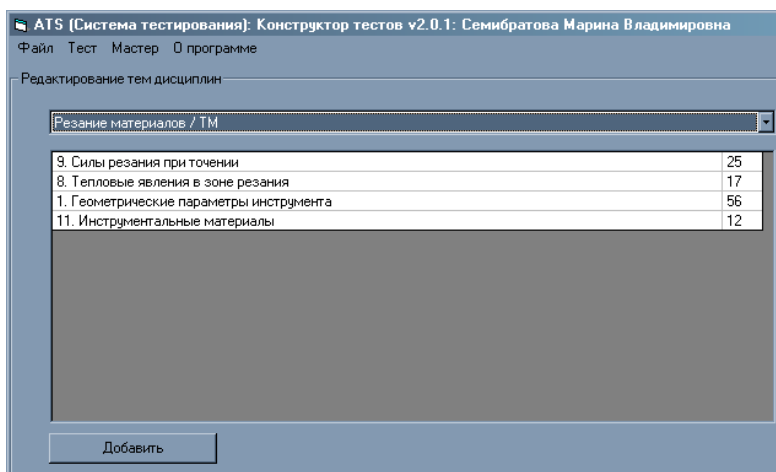 ATS (Система тестирования): Конструктор тестов v2.0.1: Семибратова Марина Владимировна
Файл Тест Мастер О программе
Редактирование тем дисциплин
Резание материалов / ТМ
9. Силы резания при точении 25
8. Тепловые явления в зоне резания 17
1. Геометрические параметры инструмента 56
11. Инструментальные материалы 12
Добавить